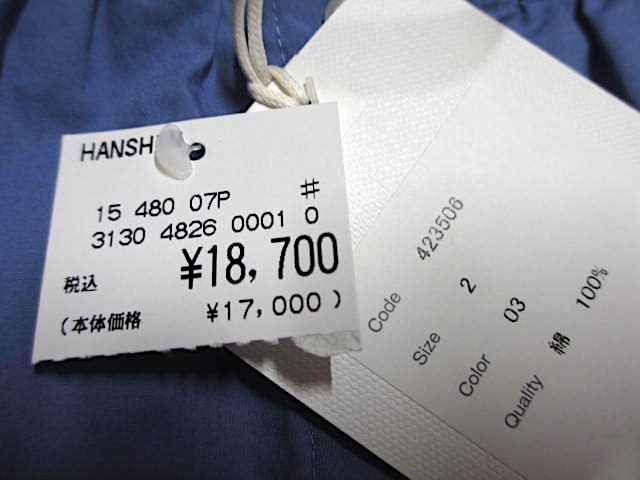 15 480 07P #
3130 4826 0001 0
税込 ¥18,700
(本体価格 ¥17,000)
Code 423506
Size 2
Color 03
Quality 綿 100%